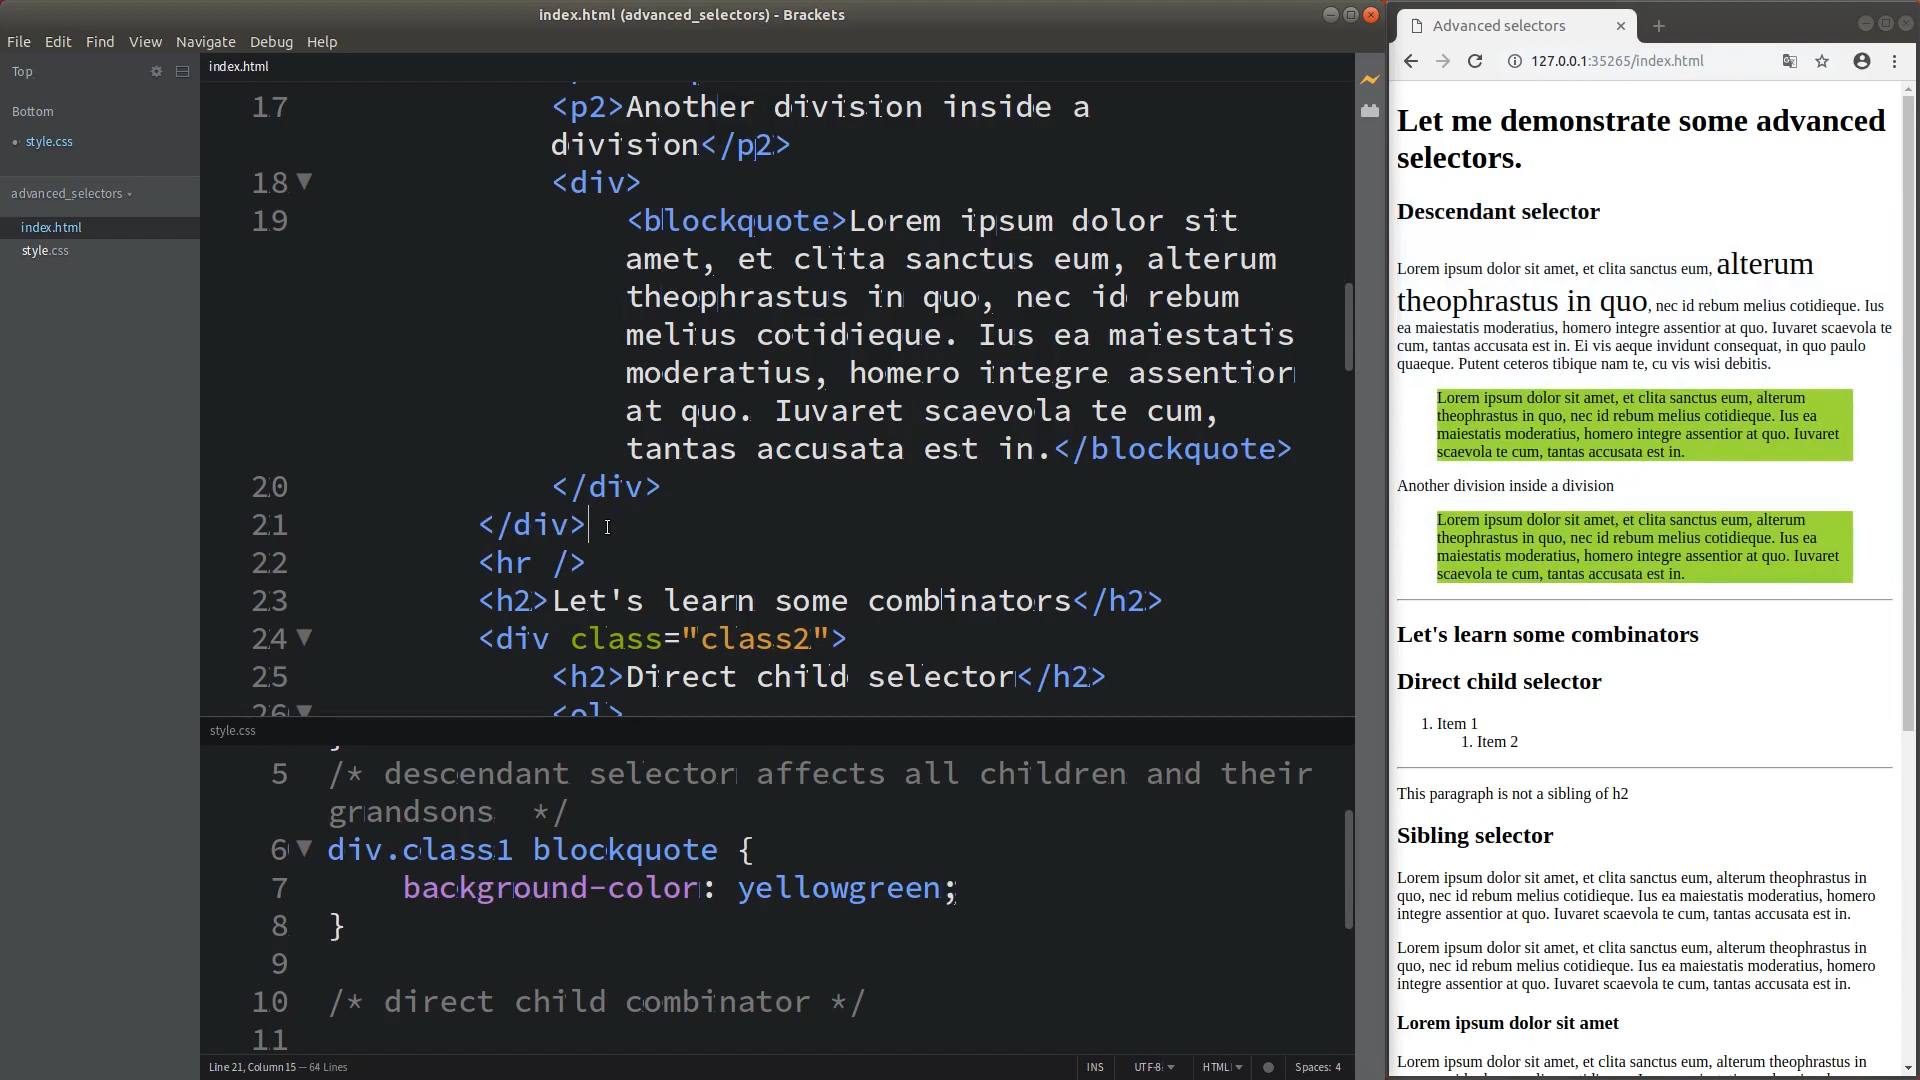 index.html (advanced_selectors) - Brackets
File Edit Find View Navigate Debug Help
Top
Bottom
style.css
advanced_selectors
index.html
style.css
index.html
17 <p2>Another division inside a
division</p2>
18 <div>
19 <blockquote>Lorem ipsum dolor sit
amet, et clita sanctus eum, alterum
theophrastus in quo, nec id rebum
melius cotidieque. Ius ea maiestatis
moderatius, homero integre assentior
at quo. Iuvaret scaevola te cum,
tantas accusata est in.</blockquote>
20 </div>
21 </div>
22 <hr />
23 <h2>Let's learn some combinators</h2>
24 <div class="class2">
25 <h2>Direct child selector</h2>
26 <ol>
style.css
}
5 /* descendant selector affects all children and their
grandsons */
6 div.class1 blockquote {
7 background-color: yellowgreen;
8 }
9
10 /* direct child combinator */
11
Line 21, Column 15 — 64 Lines
INS UTF-8 HTML Spaces: 4
Advanced selectors
127.0.0.1:35265/index.html
Let me demonstrate some advanced
selectors.
Descendant selector
Lorem ipsum dolor sit amet, et clita sanctus eum, alterum
theophrastus in quo, nec id rebum melius cotidieque. Ius
ea maiestatis moderatius, homero integre assentior at quo. Iuvaret scaevola te
cum, tantas accusata est in. Ei vis aeque invidunt consequat, in quo paulo
quaeque. Putent ceteros tibique nam te, cu vis wisi debitis.
Lorem ipsum dolor sit amet, et clita sanctus eum, alterum
theophrastus in quo, nec id rebum melius cotidieque. Ius ea
maiestatis moderatius, homero integre assentior at quo. Iuvaret
scaevola te cum, tantas accusata est in.
Another division inside a division
Lorem ipsum dolor sit amet, et clita sanctus eum, alterum
theophrastus in quo, nec id rebum melius cotidieque. Ius ea
maiestatis moderatius, homero integre assentior at quo. Iuvaret
scaevola te cum, tantas accusata est in.
Let's learn some combinators
Direct child selector
1. Item 1
1. Item 2
This paragraph is not a sibling of h2
Sibling selector
Lorem ipsum dolor sit amet, et clita sanctus eum, alterum theophrastus in
quo, nec id rebum melius cotidieque. Ius ea maiestatis moderatius, homero
integre assentior at quo. Iuvaret scaevola te cum, tantas accusata est in.
Lorem ipsum dolor sit amet, et clita sanctus eum, alterum theophrastus in
quo, nec id rebum melius cotidieque. Ius ea maiestatis moderatius, homero
integre assentior at quo. Iuvaret scaevola te cum, tantas accusata est in.
Lorem ipsum dolor sit amet
Lorem ipsum dolor sit amet, et clita sanctus eum, alterum theophrastus in